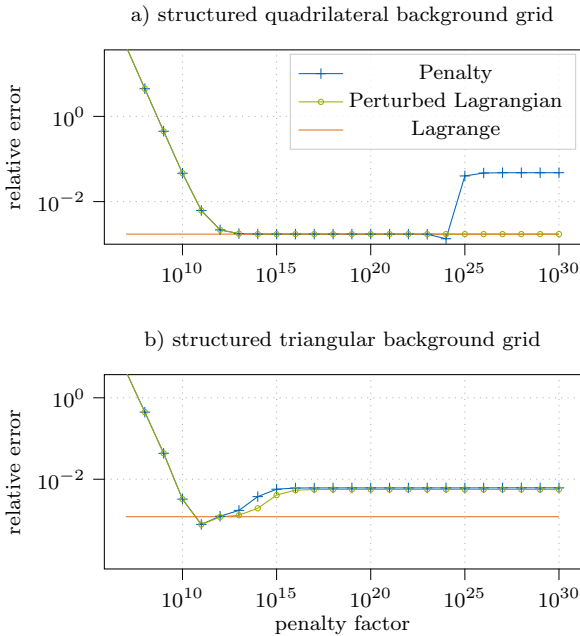 a) structured quadrilateral background grid
relative error
10^0
10^-2
Penalty
Perturbed Lagrangian
Lagrange
10^10
10^15
10^20
10^25
10^30
b) structured triangular background grid
relative error
10^0
10^-2
10^10
10^15
10^20
10^25
10^30
penalty factor